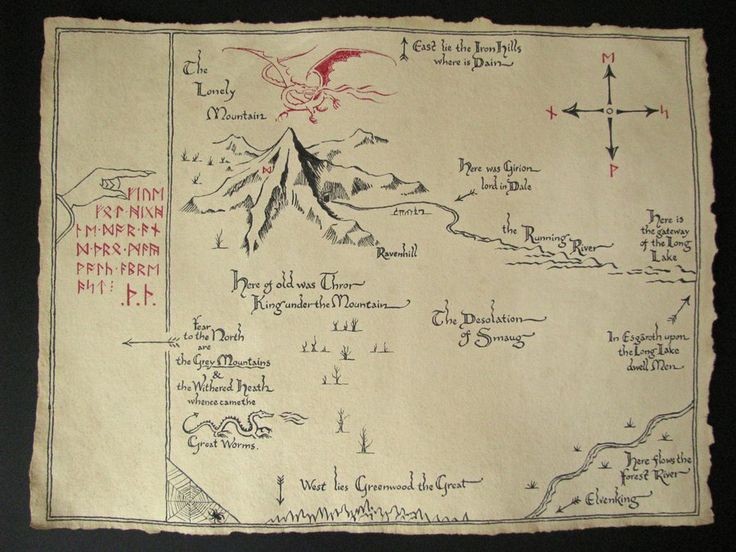 The
Lonely
Mountain
East lie the Iron Hills
where is Dain
ᛖ
ᚾ
ᛋ
ᚹ
ᛞ
Here was Girion
lord in Dale
the Running
River
Here is
the gateway
of the Long
Lake
Ravenhill
Here of old was Thror
King under the Mountain
The Desolation
of Smaug
Far
to the North
are
the Grey Mountains
&
the Withered Heath
whence came the
Great Worms.
In Esgaroth upon
the Long Lake
dwell Men
Here flows the
Forest River
Elvenking
West lies Greenwood the Great